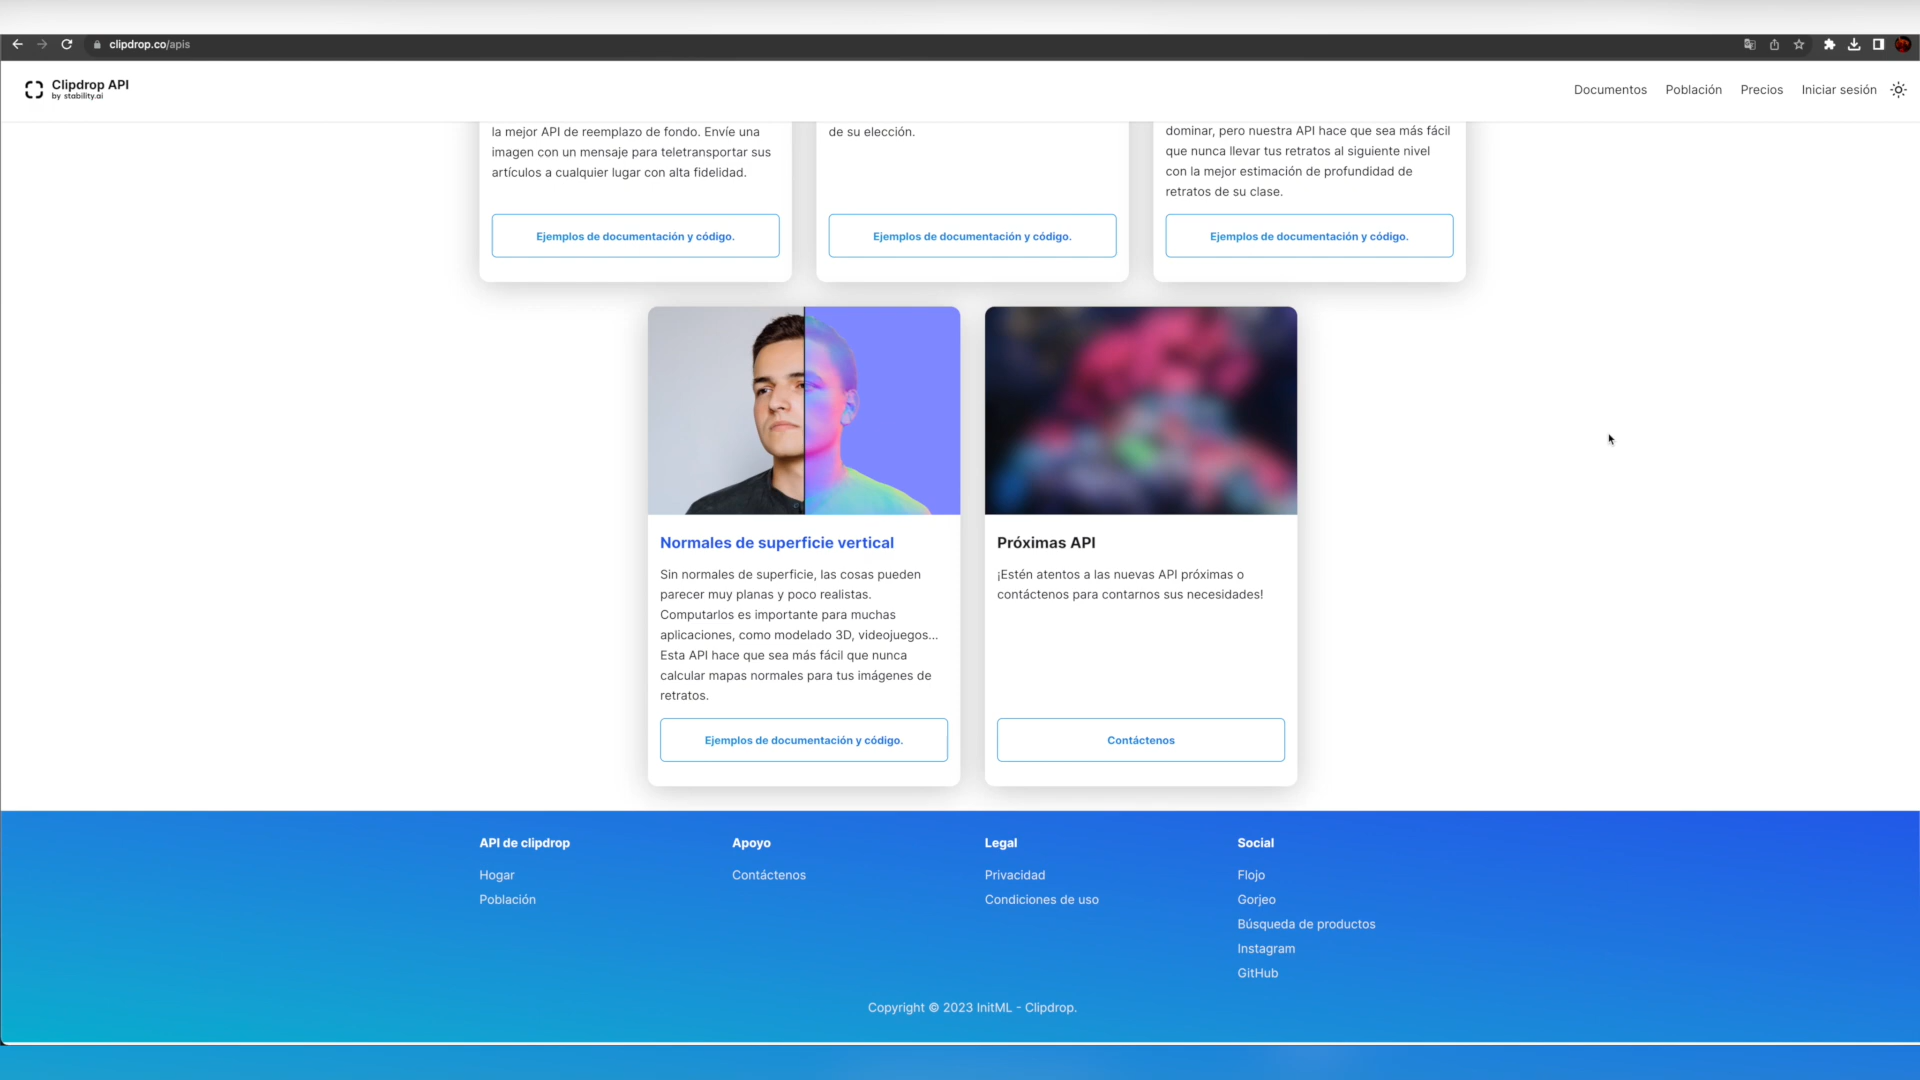 clipdrop.co/apis
Clipdrop API
by stability.ai
Documentos
Población
Precios
Iniciar sesión
la mejor API de reemplazo de fondo. Envíe una
imagen con un mensaje para teletransportar sus
artículos a cualquier lugar con alta fidelidad.
Ejemplos de documentación y código.
de su elección.
Ejemplos de documentación y código.
dominar, pero nuestra API hace que sea más fácil
que nunca llevar tus retratos al siguiente nivel
con la mejor estimación de profundidad de
retratos de su clase.
Ejemplos de documentación y código.
Normales de superficie vertical
Sin normales de superficie, las cosas pueden
parecer muy planas y poco realistas.
Computarlos es importante para muchas
aplicaciones, como modelado 3D, videojuegos...
Esta API hace que sea más fácil que nunca
calcular mapas normales para tus imágenes de
retratos.
Ejemplos de documentación y código.
Próximas API
¡Estén atentos a las nuevas API próximas o
contáctenos para contarnos sus necesidades!
Contáctenos
API de clipdrop
Hogar
Población
Apoyo
Contáctenos
Legal
Privacidad
Condiciones de uso
Social
Flojo
Gorjeo
Búsqueda de productos
Instagram
GitHub
Copyright © 2023 InitML - Clipdrop.